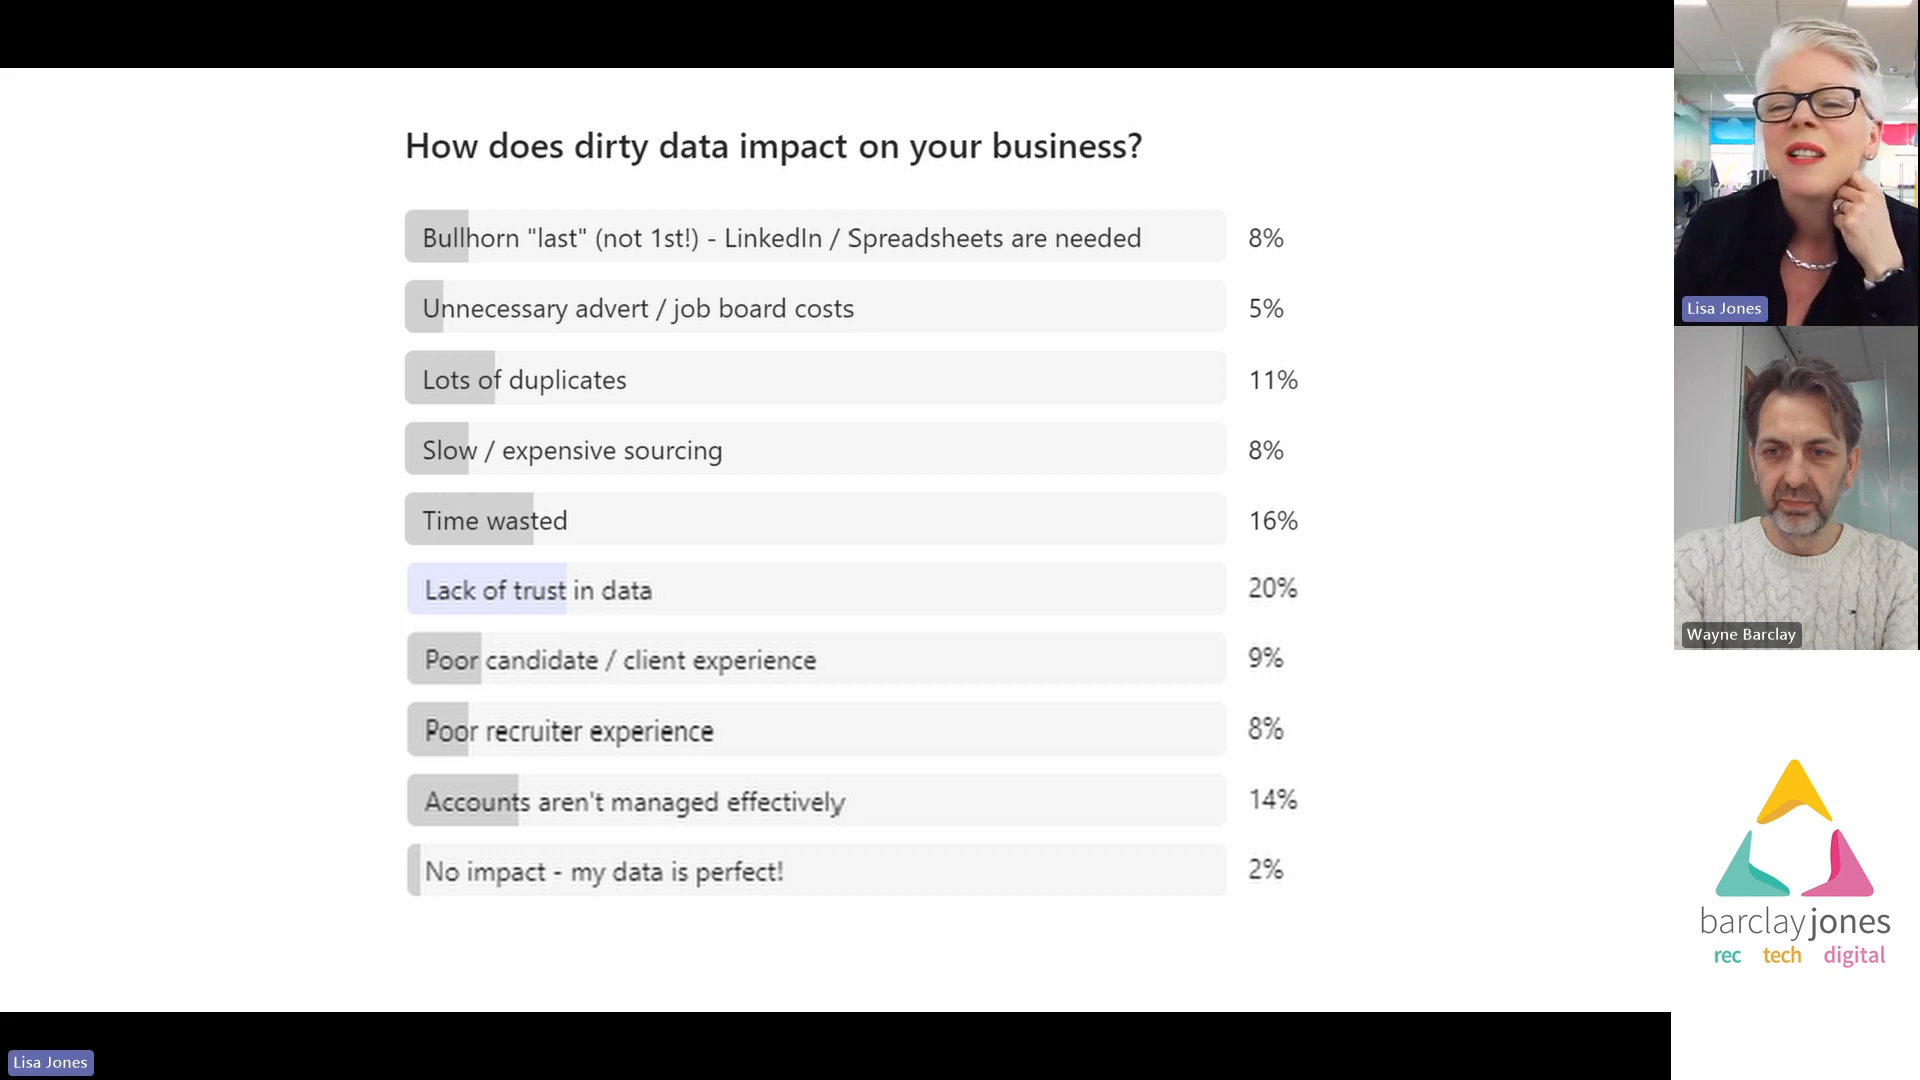 How does dirty data impact on your business?
Bullhorn "last" (not 1st!) - LinkedIn / Spreadsheets are needed 8%
Unnecessary advert / job board costs 5%
Lots of duplicates 11%
Slow / expensive sourcing 8%
Time wasted 16%
Lack of trust in data 20%
Poor candidate / client experience 9%
Poor recruiter experience 8%
Accounts aren't managed effectively 14%
No impact - my data is perfect! 2%
Lisa Jones
Wayne Barclay
barclayjones
rec tech digital
Lisa Jones